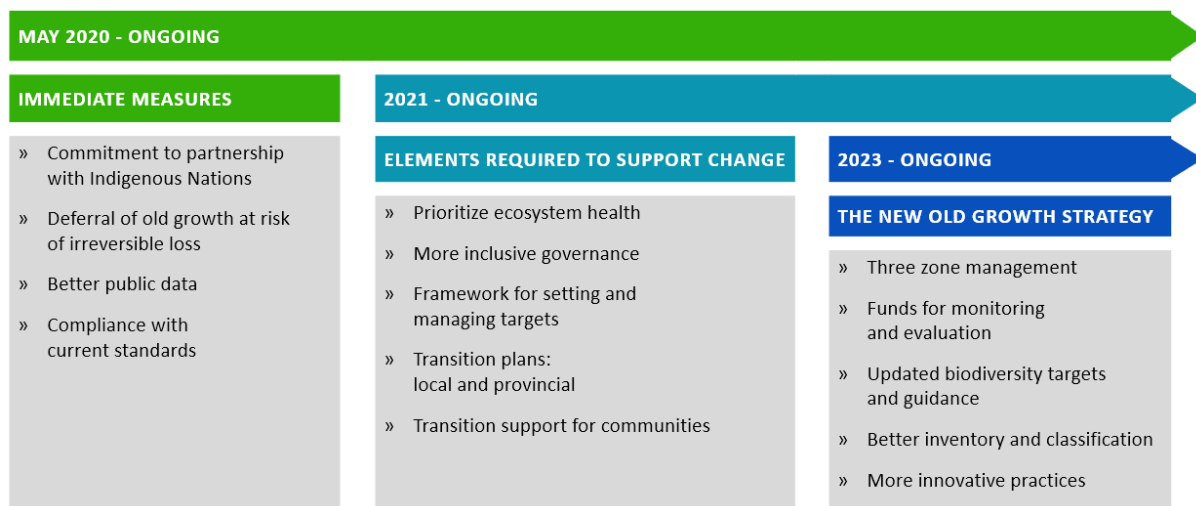 MAY 2020 - ONGOING
IMMEDIATE MEASURES
» Commitment to partnership
with Indigenous Nations
» Deferral of old growth at risk
of irreversible loss
» Better public data
» Compliance with
current standards
2021 - ONGOING
ELEMENTS REQUIRED TO SUPPORT CHANGE
» Prioritize ecosystem health
» More inclusive governance
» Framework for setting and
managing targets
» Transition plans:
local and provincial
» Transition support for communities
2023 - ONGOING
THE NEW OLD GROWTH STRATEGY
» Three zone management
» Funds for monitoring
and evaluation
» Updated biodiversity targets
and guidance
» Better inventory and classification
» More innovative practices